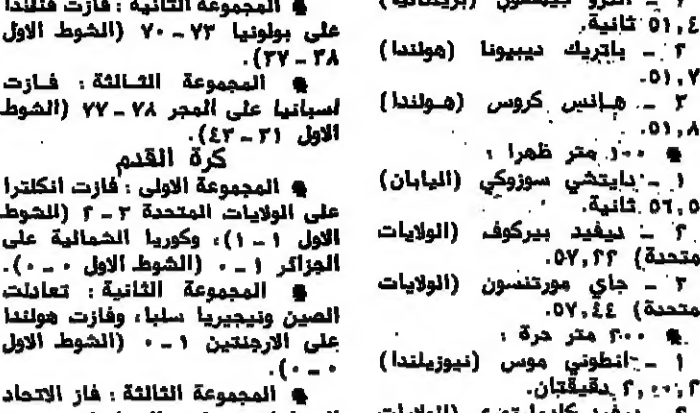 ٥١,٤ ثانية.
٢ - باتريك ديبيونا (هولندا)
٥١,٧.
٣ - هانس كروس (هولندا)
٥١,٨.
● ١٠٠ متر ظهرا :
١ - دايتشي سوزوكي (اليابان)
٥٦,٥ ثانية.
٢ - ديفيد بيركوف (الولايات
متحدة) ٥٧,٢٢.
٣ - جاي مورتنسون (الولايات
متحدة) ٥٧,٤٤.
● ٢٠٠ متر حرة :
١ - انطوني موس (نيوزيلندا)
٢,٠٠,٢ دقيقتان.
● المجموعة الثانية : فازت فنلندا
على بولونيا ٧٣ - ٧٠ (الشوط الاول
٣٨ - ٣٧).
● المجموعة الثالثة : فازت
اسبانيا على المجر ٧٨ - ٧٧ (الشوط
الاول ٣١ - ٤٣).
كرة القدم
● المجموعة الاولى : فازت انكلترا
على الولايات المتحدة ٣ - ٢ (الشوط
الاول ١ - ١)، وكوريا الشمالية على
الجزائر ١ - ٠ (الشوط الاول ٠ - ٠).
● المجموعة الثانية : تعادلت
الصين ونيجيريا سلبا، وفازت هولندا
على الارجنتين ١ - ٠ (الشوط الاول
٠ - ٠).
● المجموعة الثالثة : فاز الاتحاد